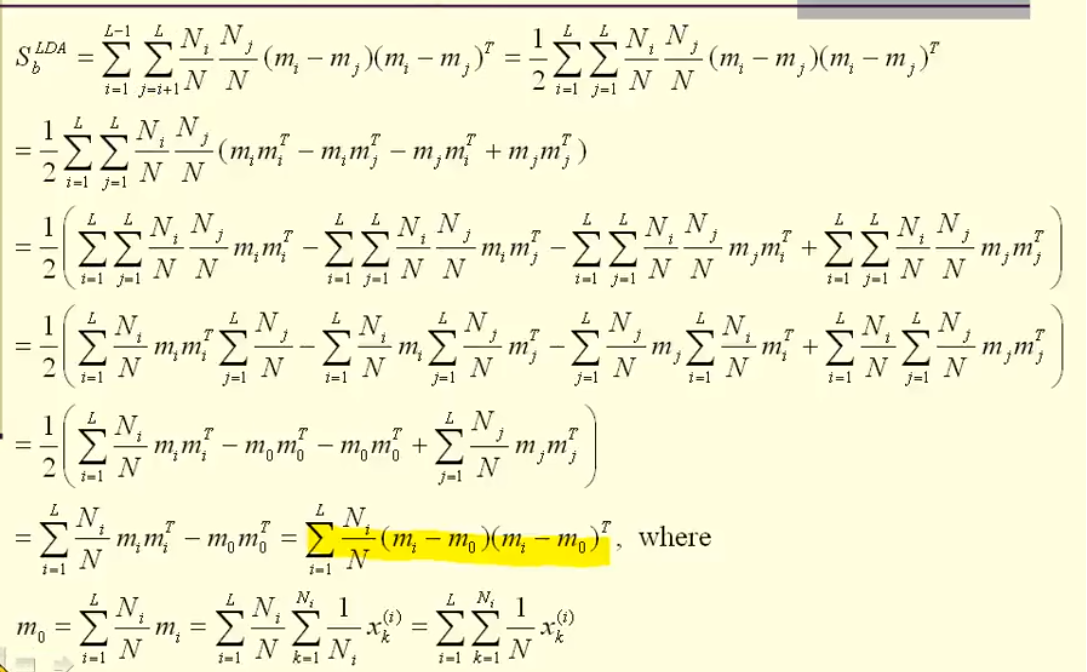 S_b^{LDA} = \sum_{i=1}^{L-1} \sum_{j=i+1}^{L} \frac{N_i}{N} \frac{N_j}{N} (m_i - m_j)(m_i - m_j)^T = \frac{1}{2} \sum_{i=1}^{L} \sum_{j=1}^{L} \frac{N_i}{N} \frac{N_j}{N} (m_i - m_j)(m_i - m_j)^T
= \frac{1}{2} \sum_{i=1}^{L} \sum_{j=1}^{L} \frac{N_i}{N} \frac{N_j}{N} (m_i m_i^T - m_i m_j^T - m_j m_i^T + m_j m_j^T)
= \frac{1}{2} \left( \sum_{i=1}^{L} \sum_{j=1}^{L} \frac{N_i}{N} \frac{N_j}{N} m_i m_i^T - \sum_{i=1}^{L} \sum_{j=1}^{L} \frac{N_i}{N} \frac{N_j}{N} m_i m_j^T - \sum_{i=1}^{L} \sum_{j=1}^{L} \frac{N_i}{N} \frac{N_j}{N} m_j m_i^T + \sum_{i=1}^{L} \sum_{j=1}^{L} \frac{N_i}{N} \frac{N_j}{N} m_j m_j^T \right)
= \frac{1}{2} \left( \sum_{i=1}^{L} \frac{N_i}{N} m_i m_i^T \sum_{j=1}^{L} \frac{N_j}{N} - \sum_{i=1}^{L} \frac{N_i}{N} m_i \sum_{j=1}^{L} \frac{N_j}{N} m_j^T - \sum_{j=1}^{L} \frac{N_j}{N} m_j \sum_{i=1}^{L} \frac{N_i}{N} m_i^T + \sum_{i=1}^{L} \frac{N_i}{N} \sum_{j=1}^{L} \frac{N_j}{N} m_j m_j^T \right)
= \frac{1}{2} \left( \sum_{i=1}^{L} \frac{N_i}{N} m_i m_i^T - m_0 m_0^T - m_0 m_0^T + \sum_{j=1}^{L} \frac{N_j}{N} m_j m_j^T \right)
= \sum_{i=1}^{L} \frac{N_i}{N} m_i m_i^T - m_0 m_0^T = \sum_{i=1}^{L} \frac{N_i}{N} (m_i - m_0)(m_i - m_0)^T , where
m_0 = \sum_{i=1}^{L} \frac{N_i}{N} m_i = \sum_{i=1}^{L} \frac{N_i}{N} \sum_{k=1}^{N_i} \frac{1}{N_i} x_k^{(i)} = \sum_{i=1}^{L} \sum_{k=1}^{N_i} \frac{1}{N} x_k^{(i)}